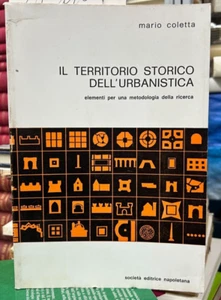 mario coletta
IL TERRITORIO STORICO
DELL'URBANISTICA
elementi per una metodologia della ricerca
società editrice napoletana